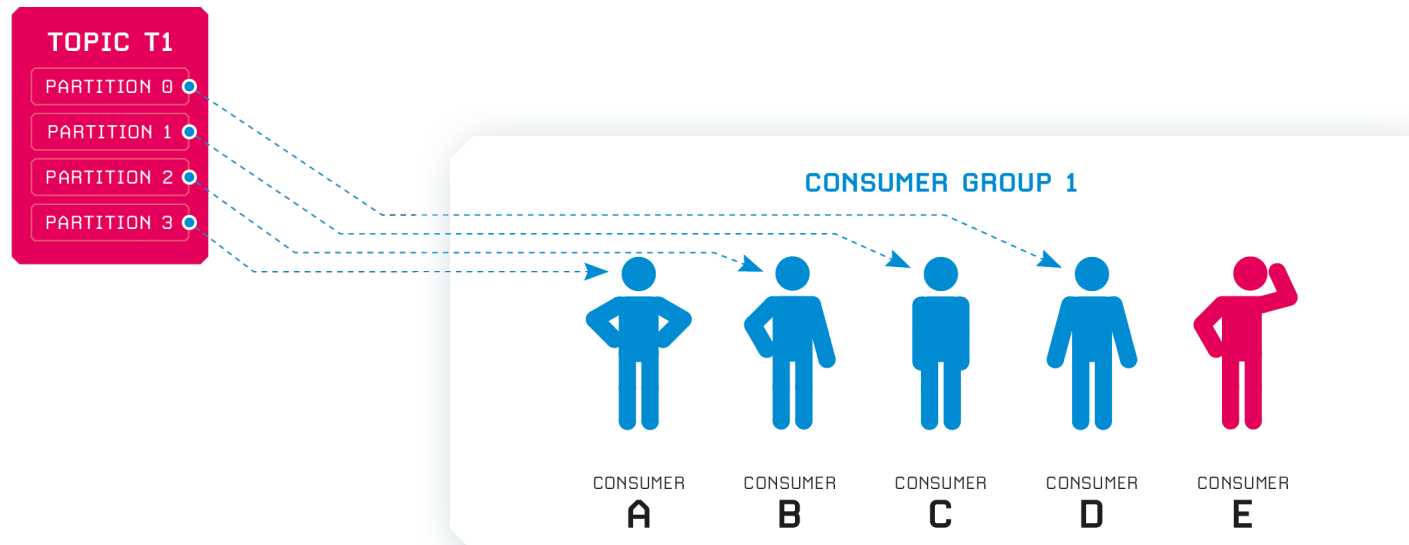 TOPIC T1
PARTITION 0
PARTITION 1
PARTITION 2
PARTITION 3
CONSUMER GROUP 1
CONSUMER
A
CONSUMER
B
CONSUMER
C
CONSUMER
D
CONSUMER
E